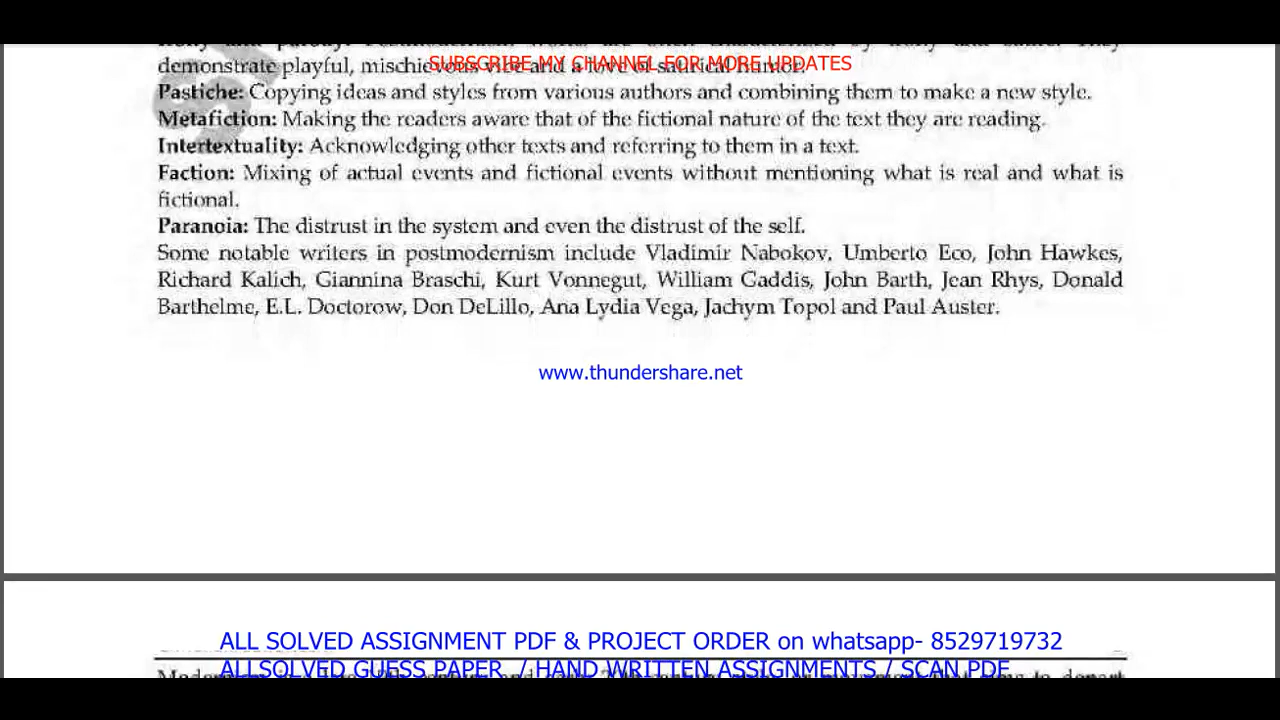 demonstrate playful, mischievous vibe and a love of satirical humor.
SUBSCRIBE MY CHANNEL FOR MORE UPDATES
Pastiche: Copying ideas and styles from various authors and combining them to make a new style.
Metafiction: Making the readers aware that of the fictional nature of the text they are reading.
Intertextuality: Acknowledging other texts and referring to them in a text.
Faction: Mixing of actual events and fictional events without mentioning what is real and what is
fictional.
Paranoia: The distrust in the system and even the distrust of the self.
Some notable writers in postmodernism include Vladimir Nabokov, Umberto Eco, John Hawkes,
Richard Kalich, Giannina Braschi, Kurt Vonnegut, William Gaddis, John Barth, Jean Rhys, Donald
Barthelme, E.L. Doctorow, Don DeLillo, Ana Lydia Vega, Jachym Topol and Paul Auster.
www.thundershare.net
ALL SOLVED ASSIGNMENT PDF & PROJECT ORDER on whatsapp- 8529719732
ALLSOLVED GUESS PAPER / HAND WRITTEN ASSIGNMENTS / SCAN PDF